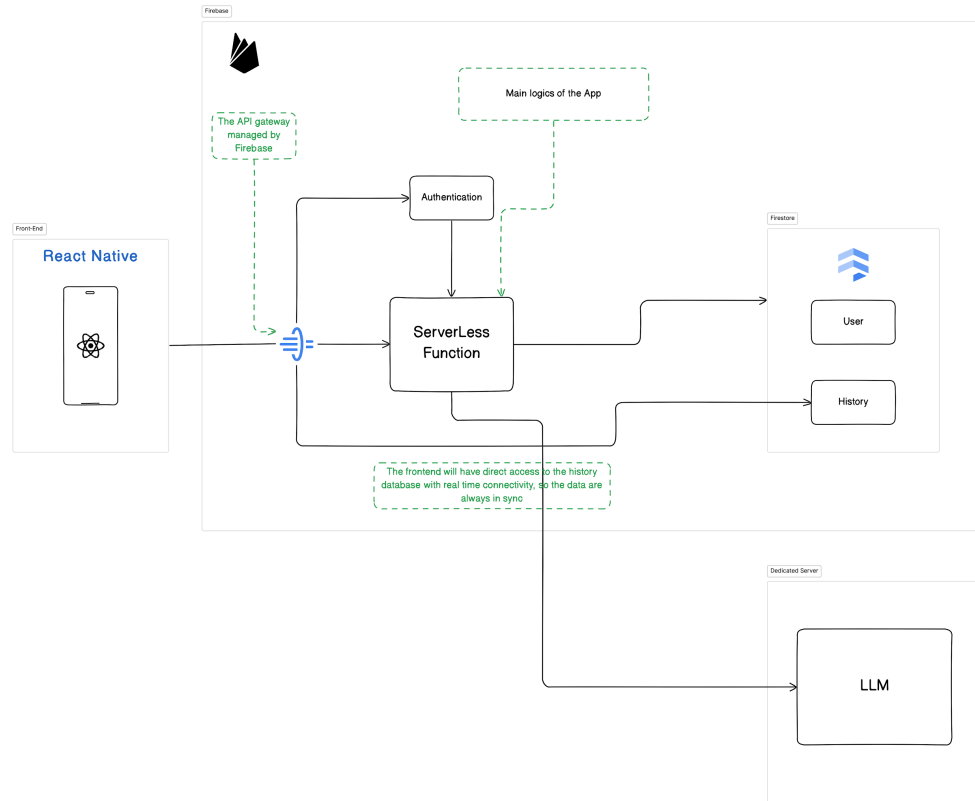 Firebase
Main logics of the App
The API gateway
managed by
Firebase
Authentication
Firestore
Front-End
React Native
User
ServerLess
Function
History
The frontend will have direct access to the history
database with real time connectivity, so the data are
always in sync
Dedicated Server
LLM